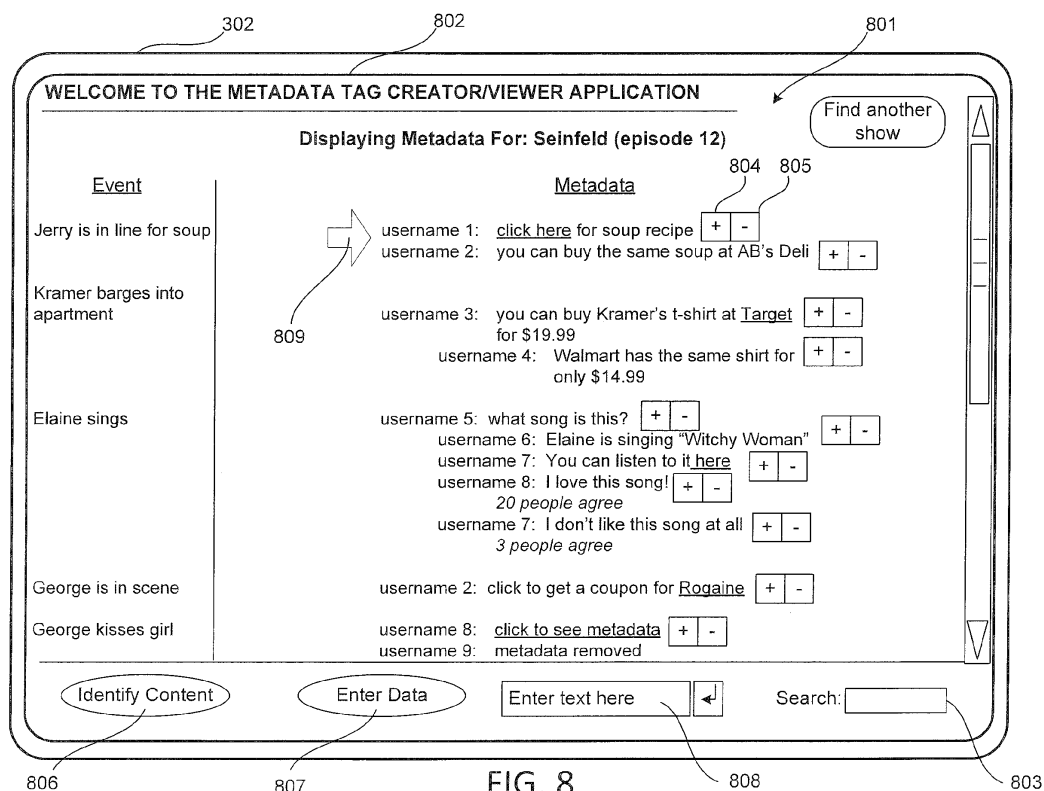 302
802
801
WELCOME TO THE METADATA TAG CREATOR/VIEWER APPLICATION
Find another
show
Displaying Metadata For: Seinfeld (episode 12)
804
805
Event
Metadata
Jerry is in line for soup
username 1: click here for soup recipe + -
username 2: you can buy the same soup at AB's Deli + -
809
Kramer barges into
apartment
username 3: you can buy Kramer's t-shirt at Target + -
for $19.99
username 4: Walmart has the same shirt for + -
only $14.99
Elaine sings
username 5: what song is this? + -
username 6: Elaine is singing "Witchy Woman" + -
username 7: You can listen to it here + -
username 8: I love this song! + -
20 people agree
username 7: I don't like this song at all + -
3 people agree
George is in scene
username 2: click to get a coupon for Rogaine + -
George kisses girl
username 8: click to see metadata + -
username 9: metadata removed
Identify Content
Enter Data
Enter text here
Search:
806
807
FIG. 8
808
803